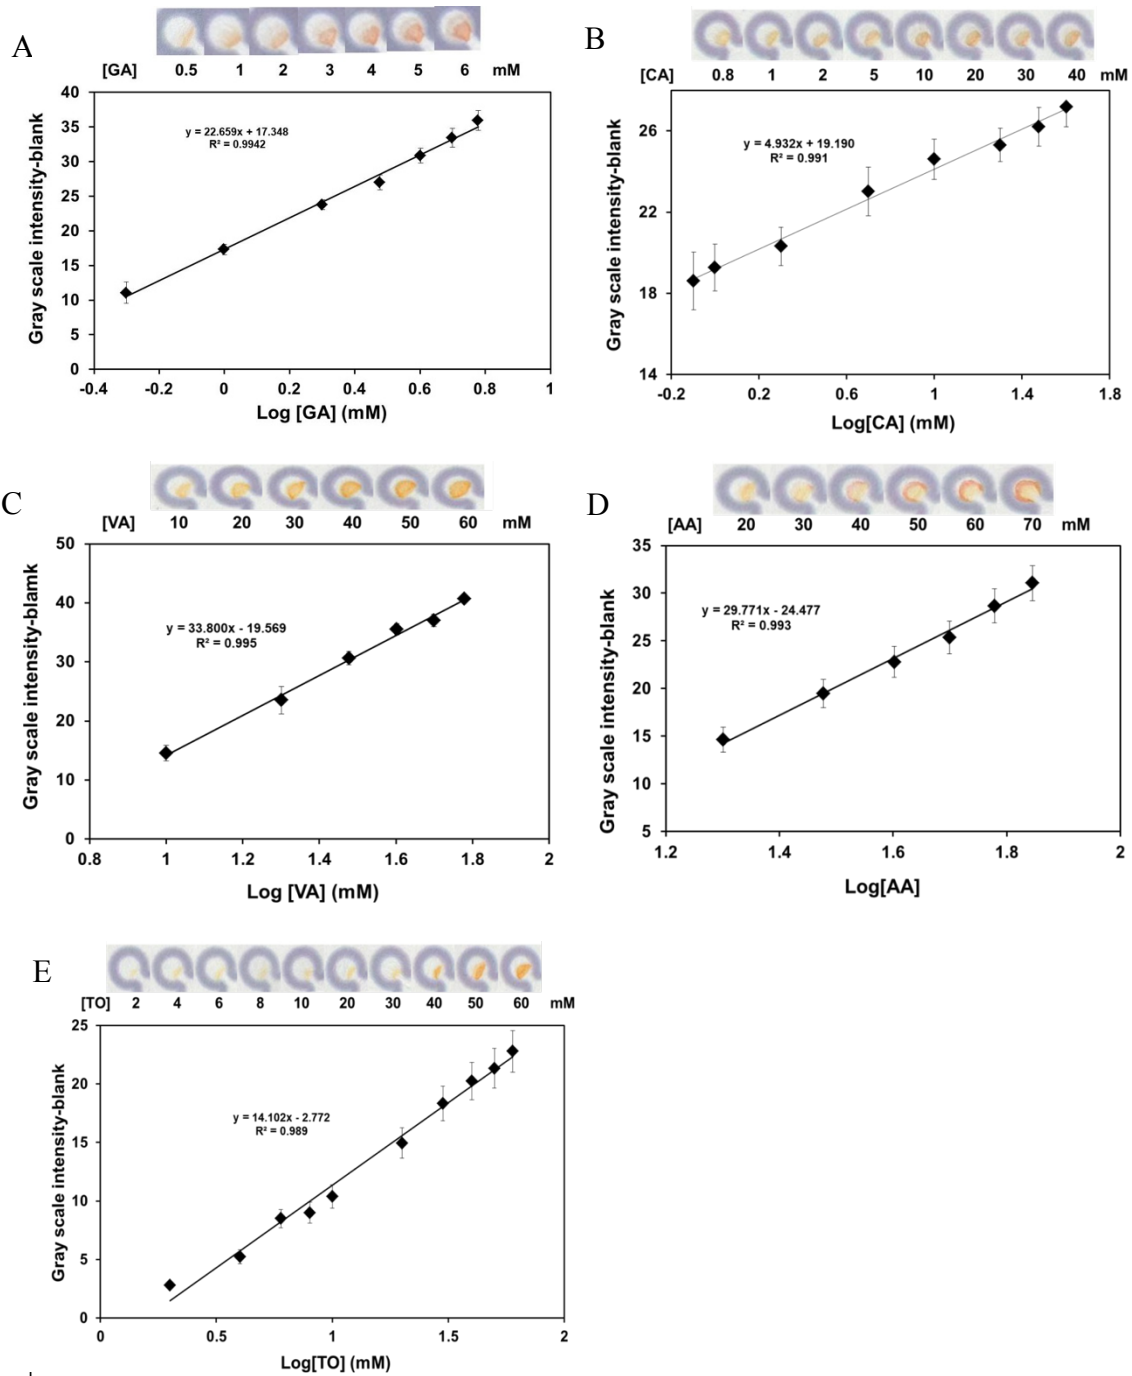 A
[GA] 0.5 1 2 3 4 5 6 mM
40
35
30
25
20
15
10
5
0
y = 22.659x + 17.348
R² = 0.9942
Gray scale intensity-blank
-0.4 -0.2 0 0.2 0.4 0.6 0.8 1
Log [GA] (mM)
B
[CA] 0.8 1 2 5 10 20 30 40 mM
26
22
18
14
y = 4.932x + 19.190
R² = 0.991
Gray scale intensity-blank
-0.2 0.2 0.6 1 1.4 1.8
Log[CA] (mM)
C
[VA] 10 20 30 40 50 60 mM
50
40
30
20
10
0
y = 33.800x - 19.569
R² = 0.995
Gray scale intensity-blamk
0.8 1 1.2 1.4 1.6 1.8 2
Log [VA] (mM)
D
[AA] 20 30 40 50 60 70 mM
35
30
25
20
15
10
5
y = 29.771x - 24.477
R² = 0.993
Gray scale intensity-blank
1.2 1.4 1.6 1.8 2
Log[AA]
E
[TO] 2 4 6 8 10 20 30 40 50 60 mM
25
20
15
10
5
0
y = 14.102x - 2.772
R² = 0.989
Gray scale intensity-blank
0 0.5 1 1.5 2
Log[TO] (mM)